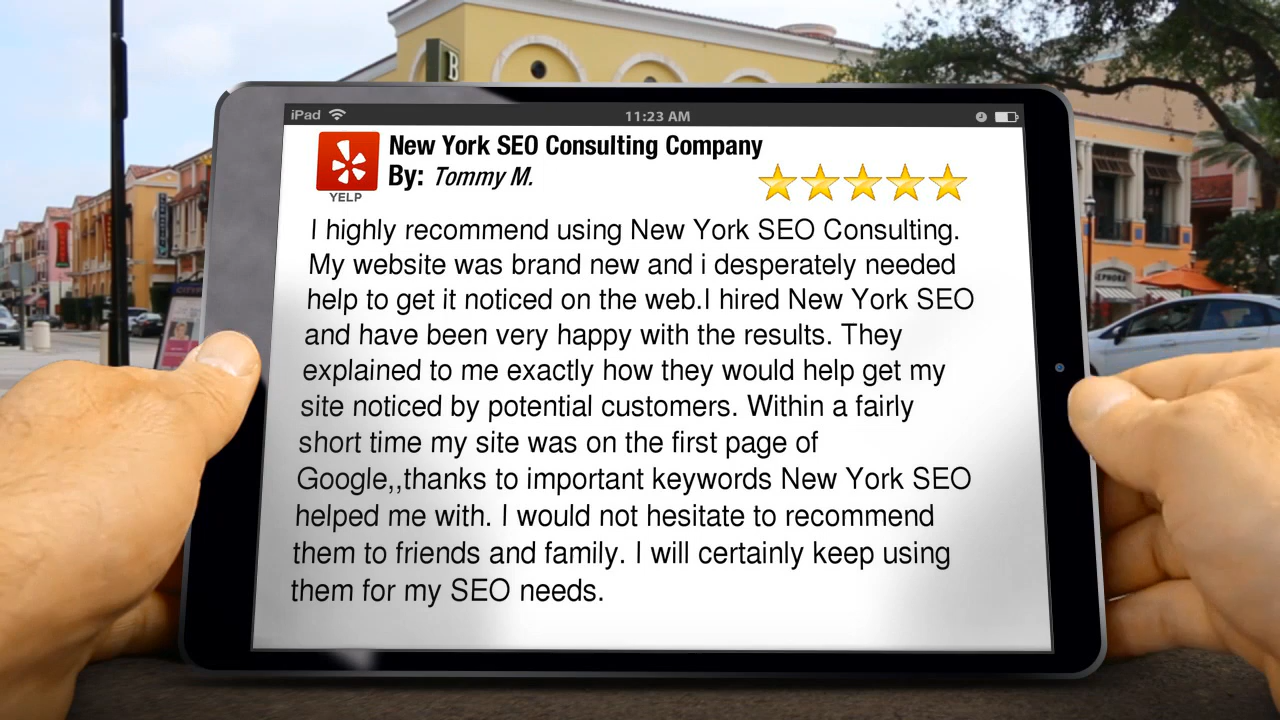 B
iPad
11:23 AM
New York SEO Consulting Company
By: Tommy M.
YELP
I highly recommend using New York SEO Consulting.
My website was brand new and i desperately needed
help to get it noticed on the web.I hired New York SEO
and have been very happy with the results. They
explained to me exactly how they would help get my
site noticed by potential customers. Within a fairly
short time my site was on the first page of
Google,,thanks to important keywords New York SEO
helped me with. I would not hesitate to recommend
them to friends and family. I will certainly keep using
them for my SEO needs.
SEPHORA